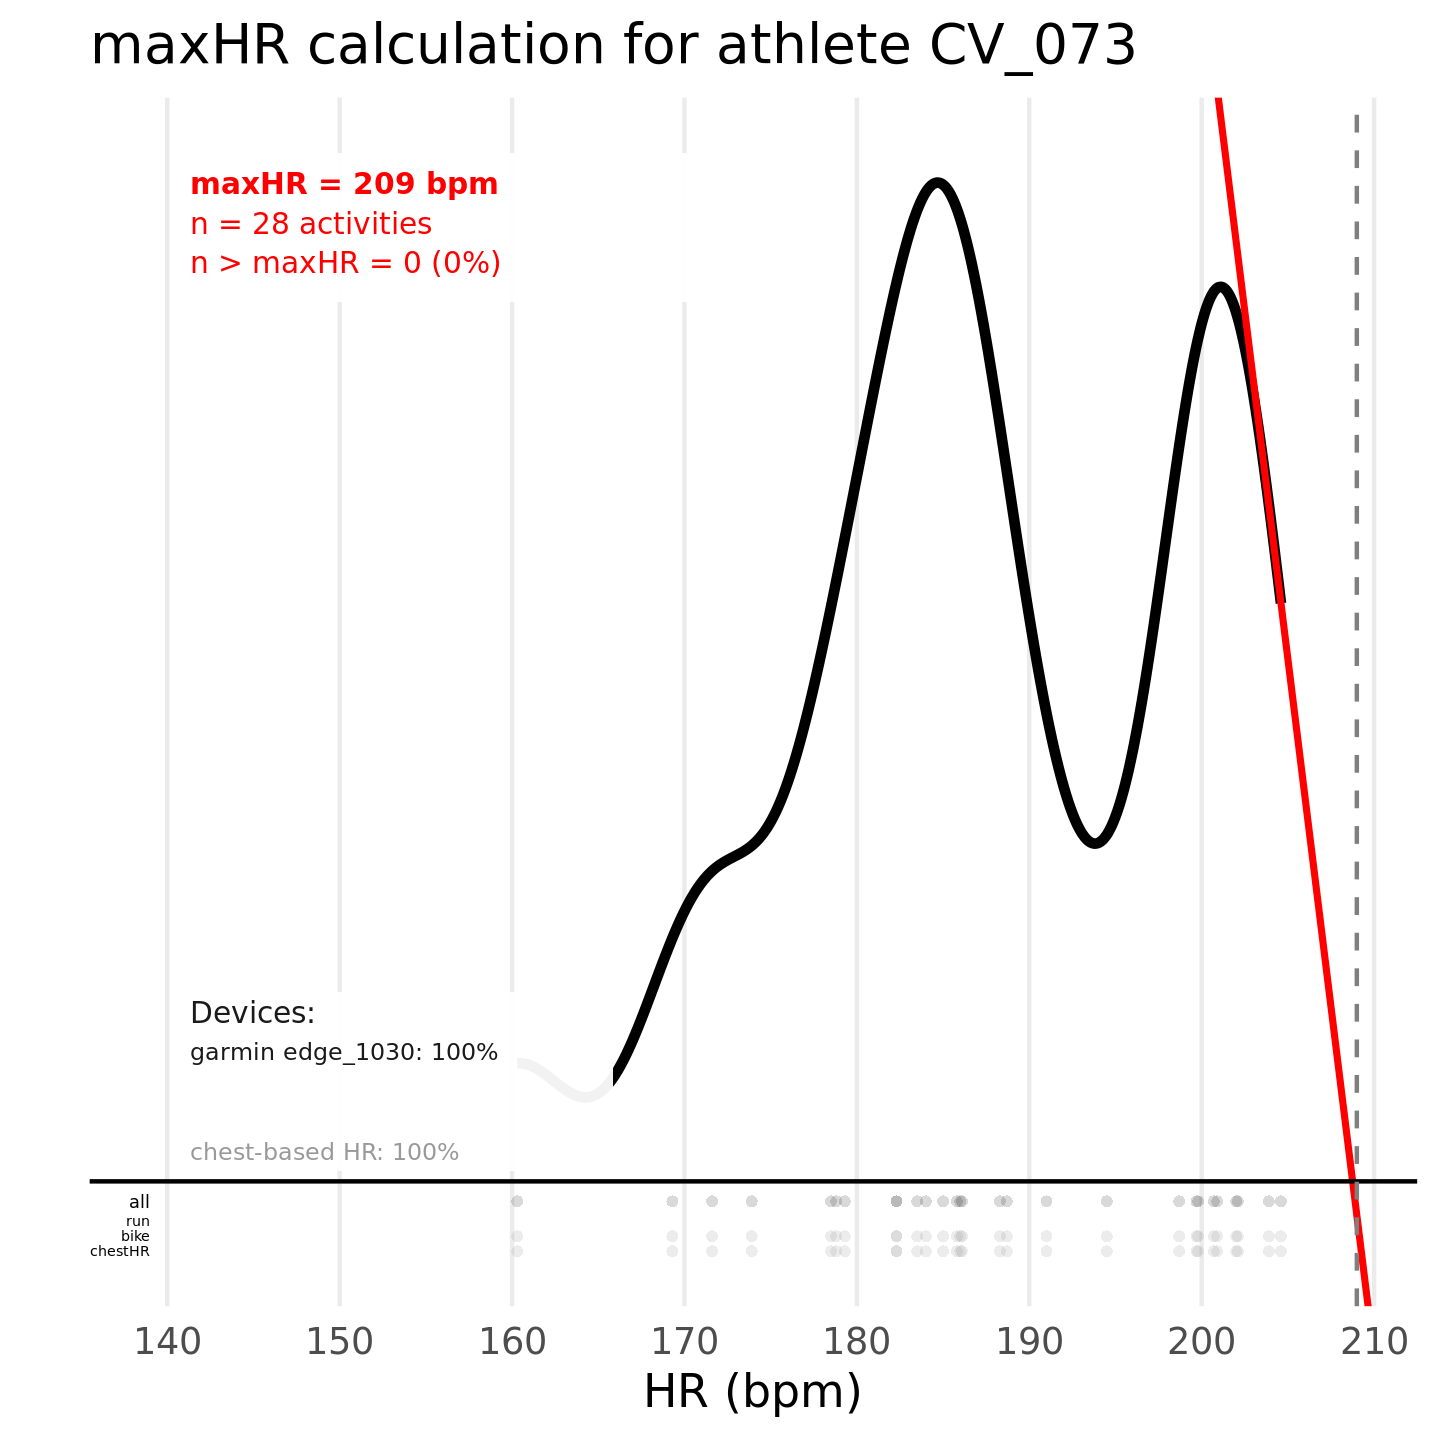 maxHR calculation for athlete CV_073
maxHR = 209 bpm
n = 28 activities
n > maxHR = 0 (0%)
Devices:
garmin edge_1030: 100%
chest-based HR: 100%
all
run
bike
chestHR
140 150 160 170 180 190 200 210
HR (bpm)